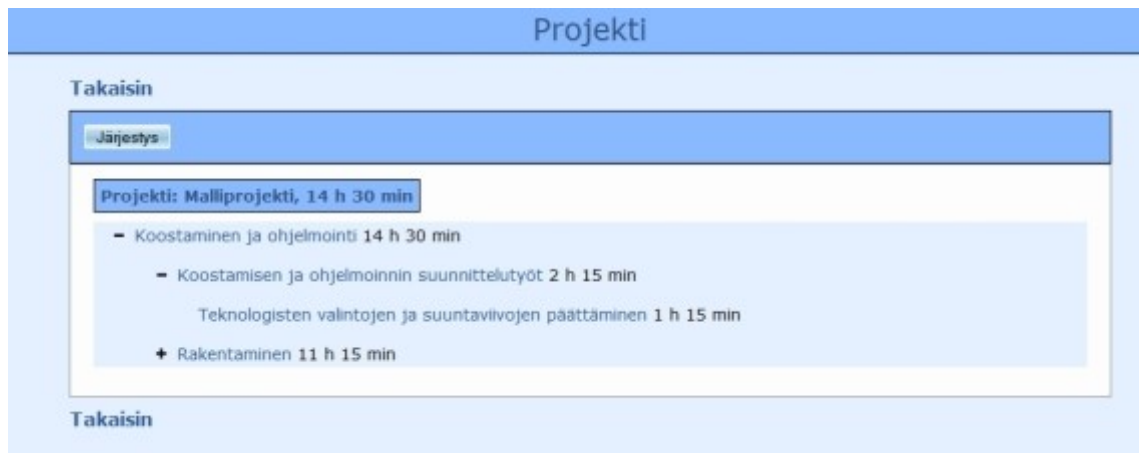 Projekti
Takaisin
Järjestys
Projekti: Malliprojekti, 14 h 30 min
− Koostaminen ja ohjelmointi 14 h 30 min
− Koostamisen ja ohjelmoinnin suunnittelutyöt 2 h 15 min
Teknologisten valintojen ja suuntaviivojen päättäminen 1 h 15 min
+ Rakentaminen 11 h 15 min
Takaisin